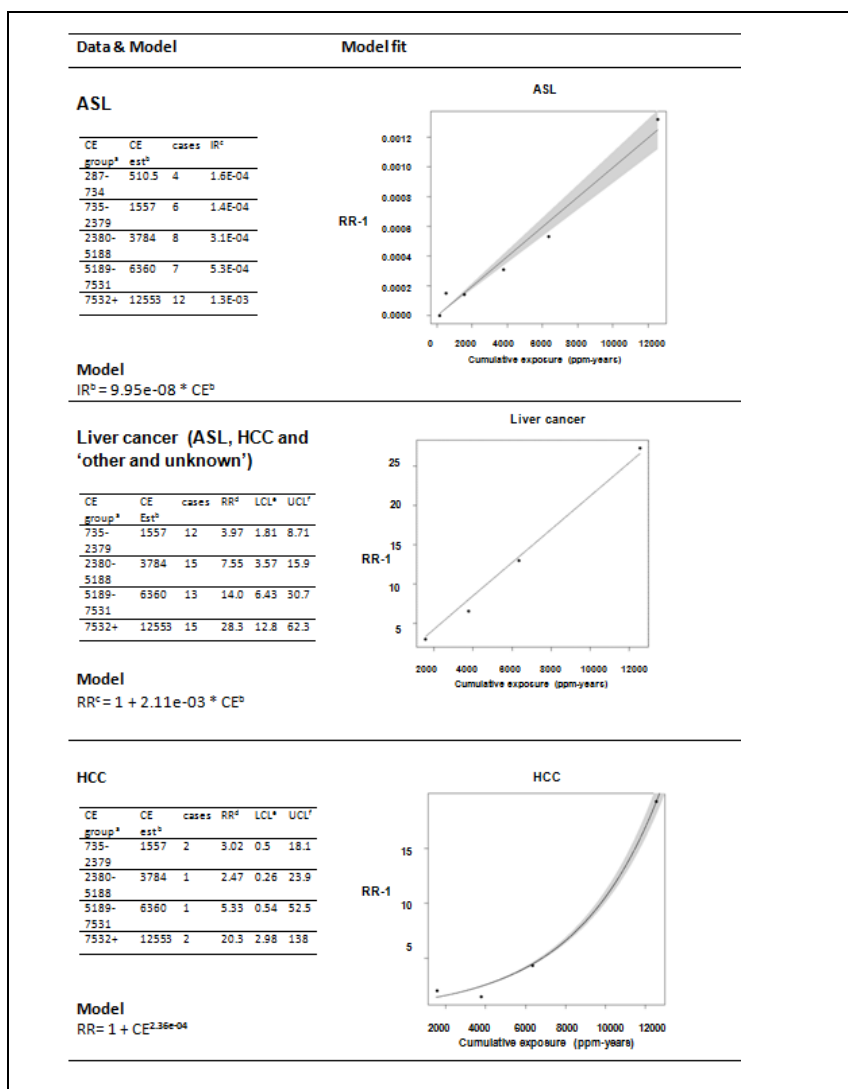 Data & Model Model fit
ASL
CE group^a CE est^b cases IR^c
287-734 510.5 4 1.6E-04
735-2379 1557 6 1.4E-04
2380-5188 3784 8 3.1E-04
5189-7531 6360 7 5.3E-04
7532+ 12553 12 1.3E-03
Model
IR^b = 9.95e-08 * CE^b
ASL
RR-1
0.0012
0.0010
0.0008
0.0006
0.0004
0.0002
0.0000
0 2000 4000 6000 8000 10000 12000
Cumulative exposure (ppm-years)
Liver cancer (ASL, HCC and
‘other and unknown’)
CE group^a CE Est^b cases RR^d LCL^e UCL^f
735-2379 1557 12 3.97 1.81 8.71
2380-5188 3784 15 7.55 3.57 15.9
5189-7531 6360 13 14.0 6.43 30.7
7532+ 12553 15 28.3 12.8 62.3
Model
RR^c = 1 + 2.11e-03 * CE^b
Liver cancer
RR-1
25
20
15
10
5
2000 4000 6000 8000 10000 12000
Cumulative exposure (ppm-years)
HCC
CE group^a CE est^b cases RR^d LCL^e UCL^f
735-2379 1557 2 3.02 0.5 18.1
2380-5188 3784 1 2.47 0.26 23.9
5189-7531 6360 1 5.33 0.54 52.5
7532+ 12553 2 20.3 2.98 138
Model
RR= 1 + CE^2.36e-04
HCC
RR-1
15
10
5
2000 4000 6000 8000 10000 12000
Cumulative exposure (ppm-years)